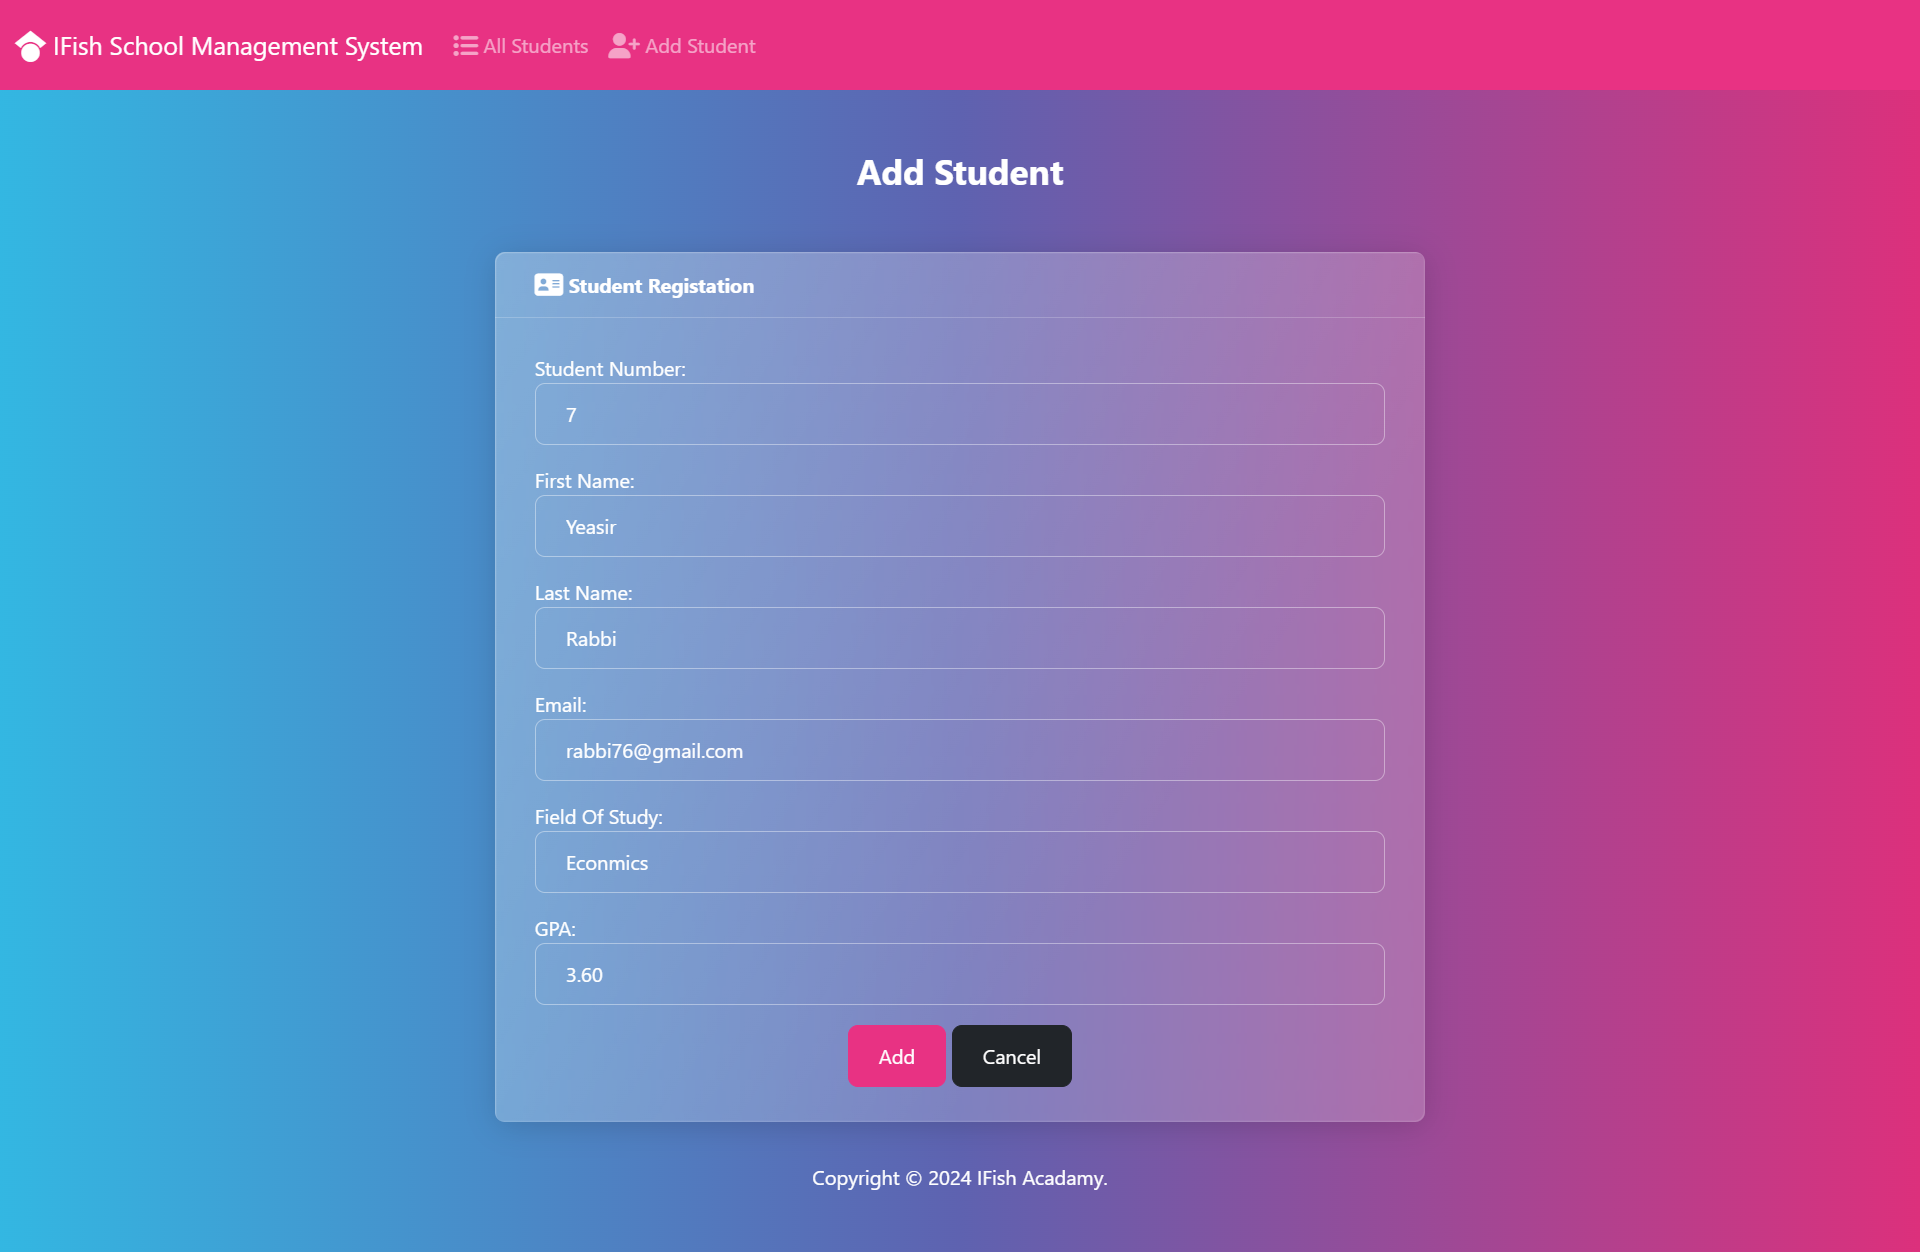 IFish School Management System All Students Add Student
Add Student
Student Registation
Student Number:
7
First Name:
Yeasir
Last Name:
Rabbi
Email:
rabbi76@gmail.com
Field Of Study:
Econmics
GPA:
3.60
Add Cancel
Copyright © 2024 IFish Acadamy.